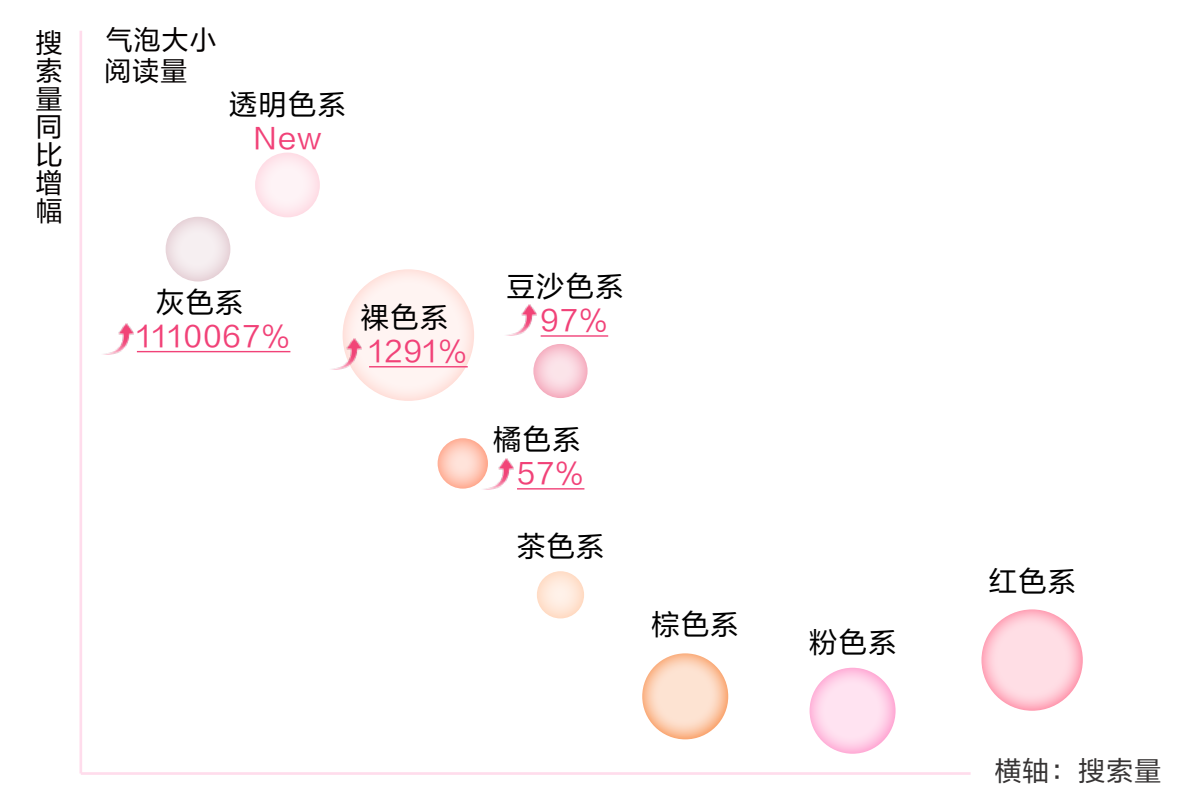 搜索量同比增幅
气泡大小
阅读量
透明色系
New
灰色系
1110067%
裸色系
1291%
豆沙色系
97%
橘色系
57%
茶色系
棕色系
粉色系
红色系
横轴：搜索量